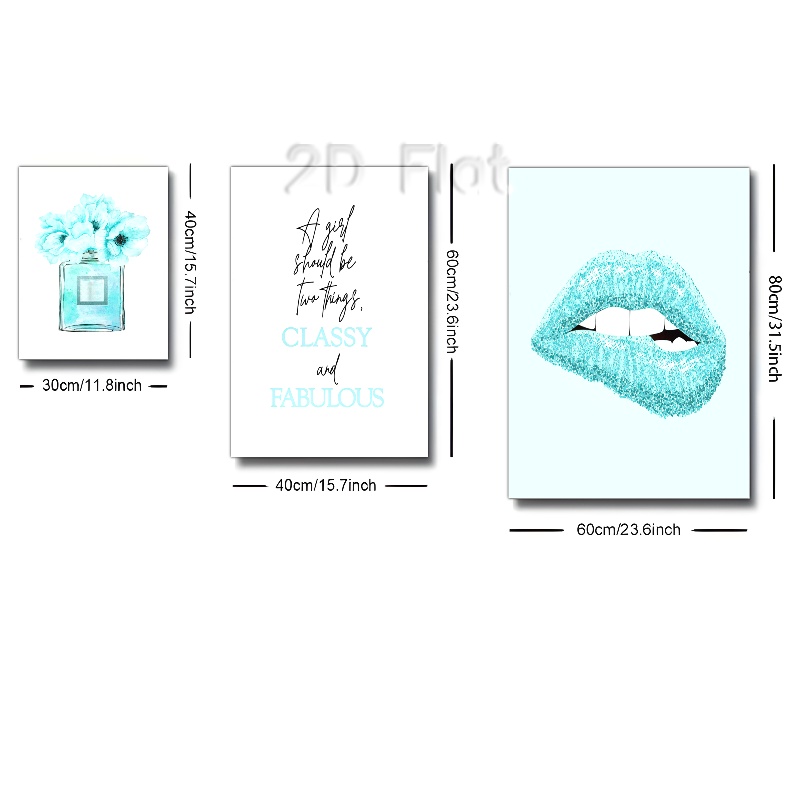 2D Flat
40cm/15.7inch
30cm/11.8inch
A girl
should be
two things,
CLASSY
and
FABULOUS
60cm/23.6inch
40cm/15.7inch
80cm/31.5inch
60cm/23.6inch